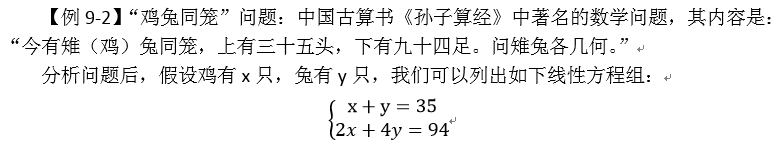 【例 9-2】“鸡兔同笼”问题：中国古算书《孙子算经》中著名的数学问题，其内容是：
“今有雉（鸡）兔同笼，上有三十五头，下有九十四足。问雉兔各几何。”
分析问题后，假设鸡有 x 只，兔有 y 只，我们可以列出如下线性方程组：
x + y = 35
2x + 4y = 94